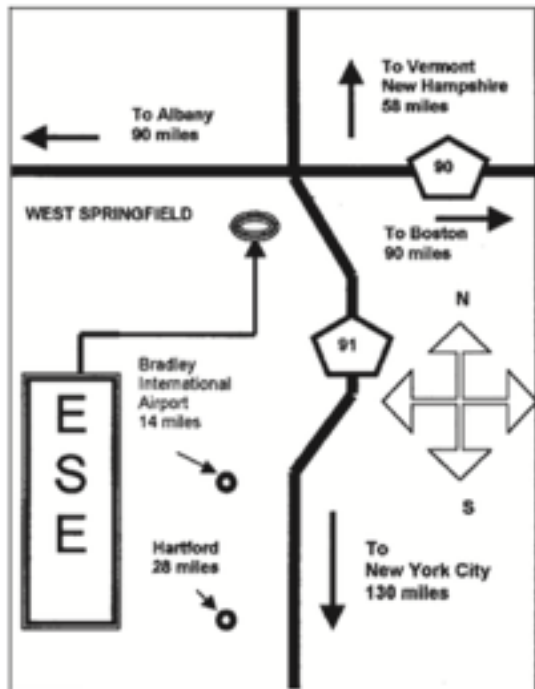 To Vermont
New Hampshire
58 miles
To Albany
90 miles
90
WEST SPRINGFIELD
To Boston
90 miles
N
91
Bradley
International
Airport
14 miles
E
S
E
S
Hartford
28 miles
To
New York City
130 miles